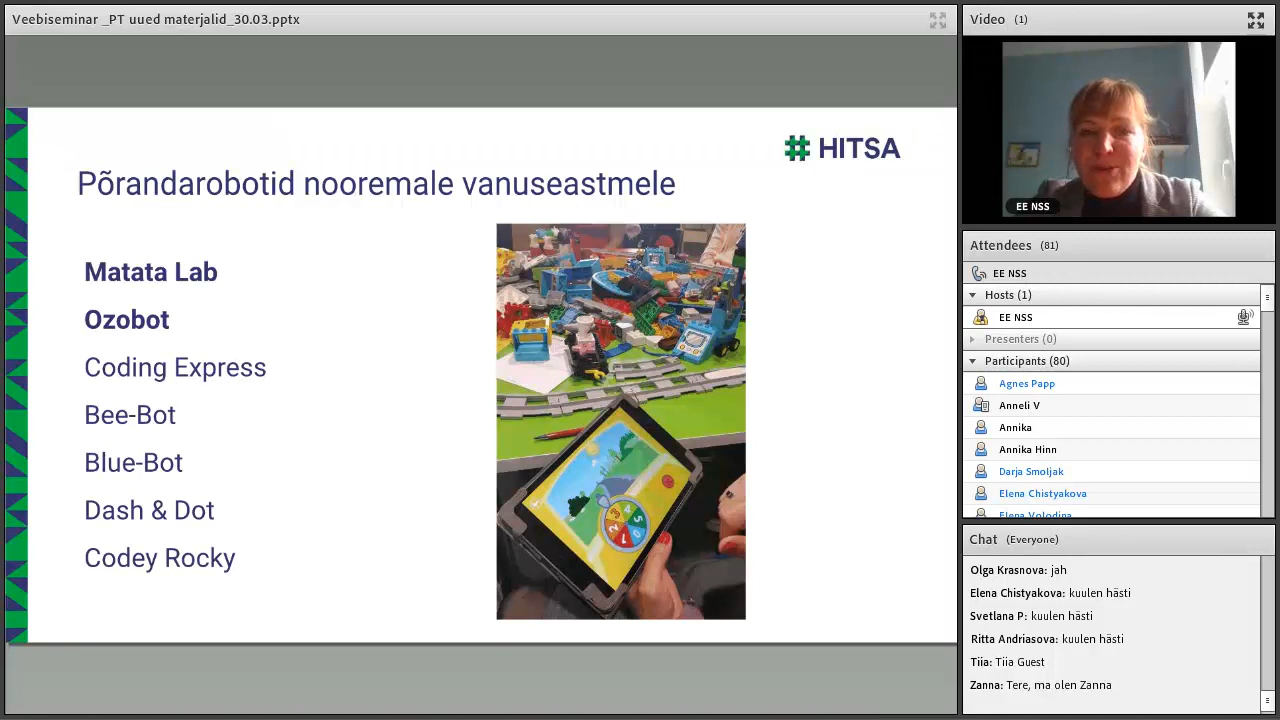 Veebiseminar _PT uued materjalid_30.03.pptx
# HITSA
Põrandarobotid nooremale vanuseastmele
Matata Lab
Ozobot
Coding Express
Bee-Bot
Blue-Bot
Dash & Dot
Codey Rocky
Video (1)
EE NSS
Attendees (81)
EE NSS
Hosts (1)
EE NSS
Presenters (0)
Participants (80)
Agnes Papp
Anneli V
Annika
Annika Hinn
Darja Smoljak
Elena Chistyakova
Elena Volodina
Chat (Everyone)
Olga Krasnova: jah
Elena Chistyakova: kuulen hästi
Svetlana P: kuulen hästi
Ritta Andriasova: kuulen hästi
Tiia: Tiia Guest
Zanna: Tere, ma olen Zanna